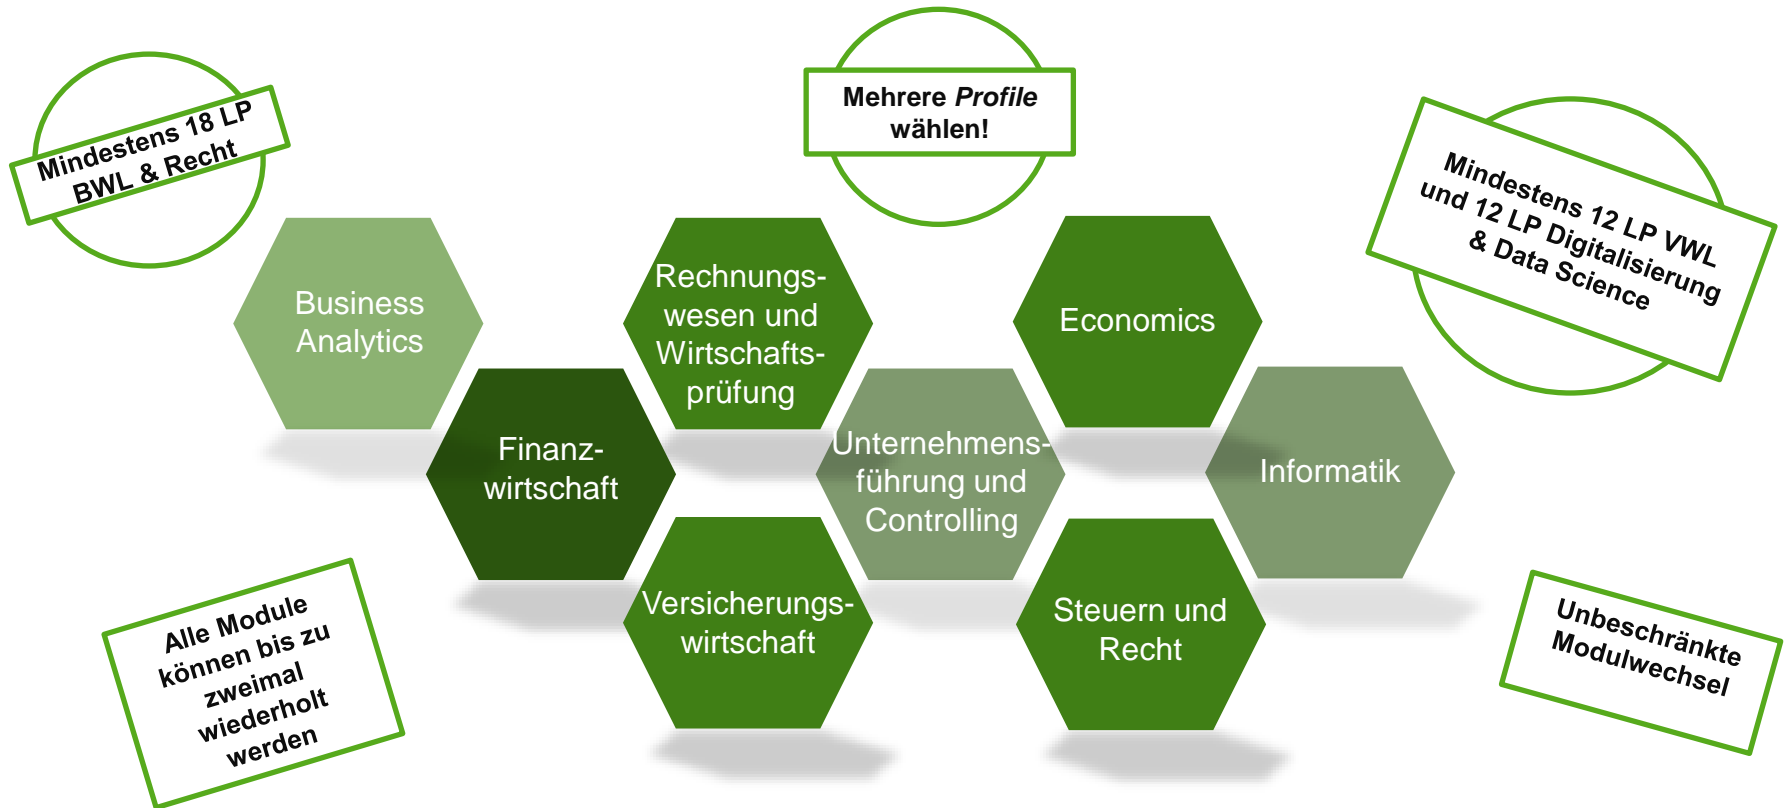 Mindestens 18 LP
BWL & Recht
Mehrere Profile
wählen!
Mindestens 12 LP VWL
und 12 LP Digitalisierung
& Data Science
Business
Analytics
Rechnungs-
wesen und
Wirtschafts-
prüfung
Economics
Finanz-
wirtschaft
Unternehmens-
führung und
Controlling
Informatik
Versicherungs-
wirtschaft
Steuern und
Recht
Alle Module
können bis zu
zweimal
wiederholt
werden
Unbeschränkte
Modulwechsel